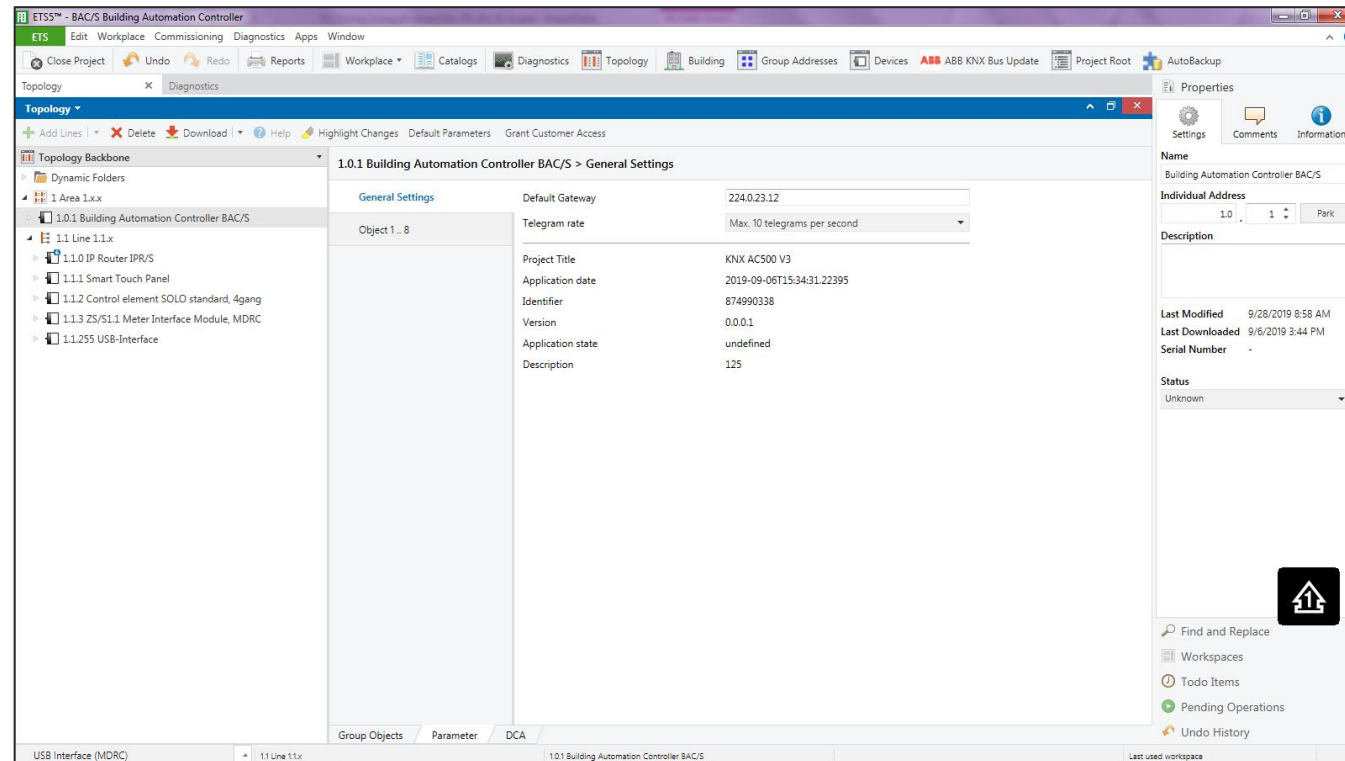 ETS5™ - BAC/S Building Automation Controller
ETS Edit Workplace Commissioning Diagnostics Apps Window
Close Project Undo Redo Reports Workplace Catalogs Diagnostics Topology Building Group Addresses Devices ABB ABB KNX Bus Update Project Root AutoBackup
Topology Diagnostics
Topology
Add Lines Delete Download Help Highlight Changes Default Parameters Grant Customer Access
Topology Backbone
Dynamic Folders
1 Area 1.x.x
1.0.1 Building Automation Controller BAC/S
1.1 Line 1.1.x
1.1.0 IP Router IPR/S
1.1.1 Smart Touch Panel
1.1.2 Control element SOLO standard, 4gang
1.1.3 ZS/S1.1 Meter Interface Module, MDRC
1.1.255 USB-Interface
1.0.1 Building Automation Controller BAC/S > General Settings
General Settings
Object 1 .. 8
Default Gateway 224.0.23.12
Telegram rate Max. 10 telegrams per second
Project Title KNX AC500 V3
Application date 2019-09-06T15:34:31.22395
Identifier 874990338
Version 0.0.0.1
Application state undefined
Description 125
Group Objects Parameter DCA
Properties
Settings Comments Information
Name
Building Automation Controller BAC/S
Individual Address
1.0 . 1 Park
Description
Last Modified 9/28/2019 8:58 AM
Last Downloaded 9/6/2019 3:44 PM
Serial Number -
Status
Unknown
1
Find and Replace
Workspaces
Todo Items
Pending Operations
Undo History
USB Interface (MDRC) 1.1 Line 1.1.x 1.0.1 Building Automation Controller BAC/S Last used workspace